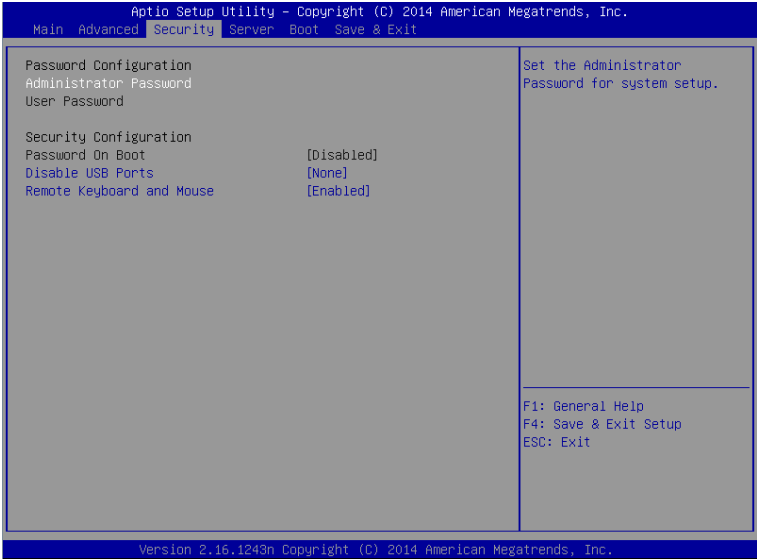 Aptio Setup Utility – Copyright (C) 2014 American Megatrends, Inc.
Main Advanced Security Server Boot Save & Exit
Password Configuration
Administrator Password
User Password
Security Configuration
Password On Boot [Disabled]
Disable USB Ports [None]
Remote Keyboard and Mouse [Enabled]
Set the Administrator
Password for system setup.
F1: General Help
F4: Save & Exit Setup
ESC: Exit
Version 2.16.1243n Copyright (C) 2014 American Megatrends, Inc.